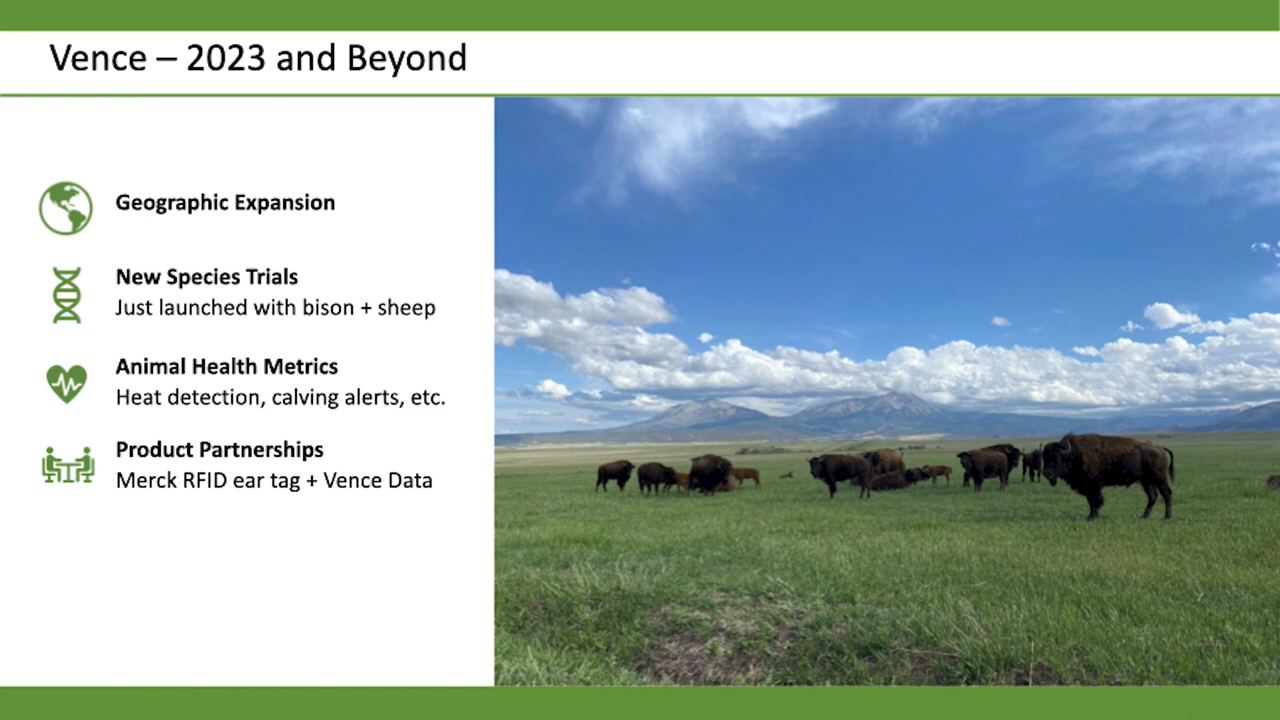 Vence – 2023 and Beyond
Geographic Expansion
New Species Trials
Just launched with bison + sheep
Animal Health Metrics
Heat detection, calving alerts, etc.
Product Partnerships
Merck RFID ear tag + Vence Data